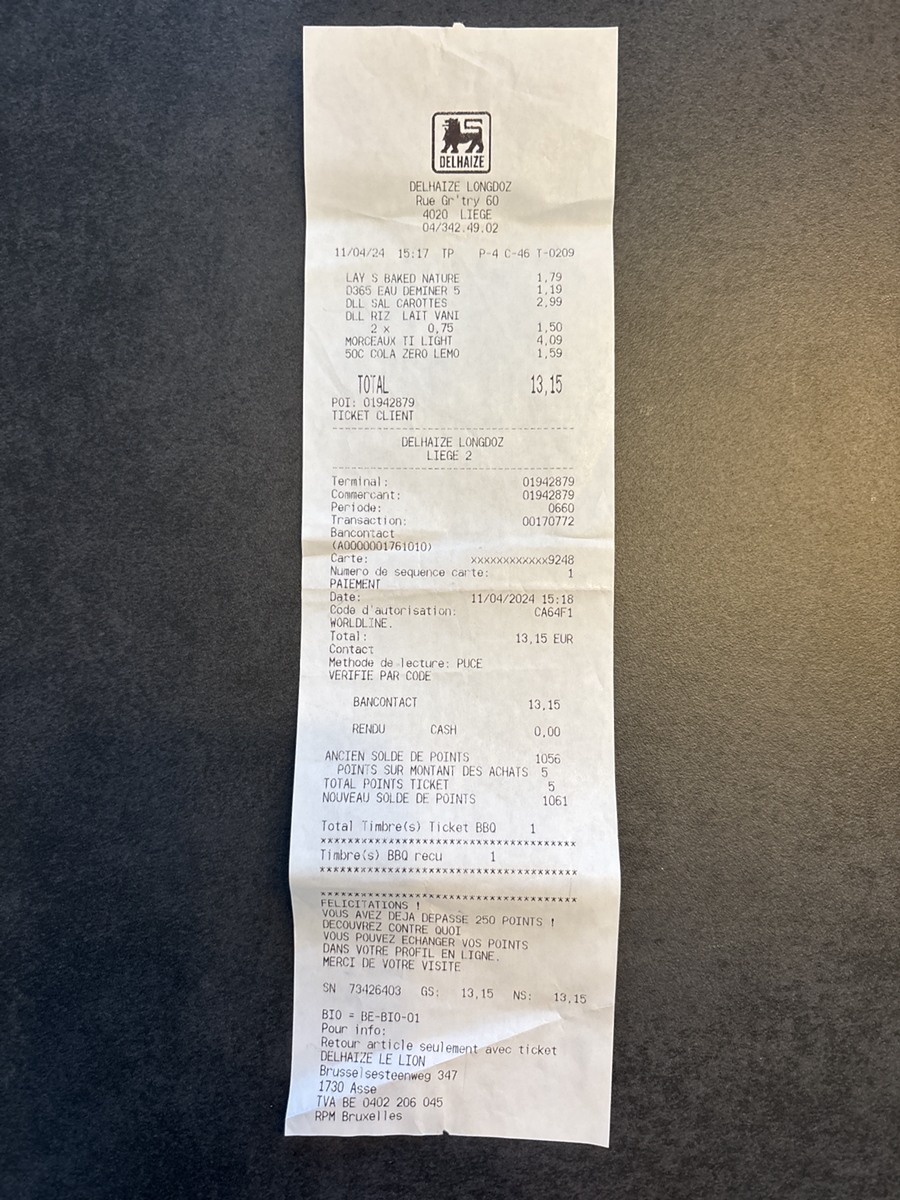 DELHAIZE
DELHAIZE LONGDOZ
Rue Gr'try 60
4020 LIEGE
04/342.49.02
11/04/24 15:17 TP P-4 C-46 T-0209
LAY S BAKED NATURE 1,79
0365 EAU DEMINER 5 1,19
DLL SAL CAROTTES 2,99
DLL RIZ LAIT VANI
2 x 0,75 1,50
MORCEAUX TI LIGHT 4,09
50C COLA ZERO LEMO 1,59
TOTAL 13,15
POI: 01942879
TICKET CLIENT
--------------------------------------
DELHAIZE LONGDOZ
LIEGE 2
--------------------------------------
Terminal: 01942879
Commercant: 01942879
Periode: 0660
Transaction: 00170772
Bancontact
(A0000001761010)
Carte: xxxxxxxxxxxx9248
Numero de sequence carte: 1
PAIEMENT
Date: 11/04/2024 15:18
Code d'autorisation: CA64F1
WORLDLINE.
Total: 13,15 EUR
Contact
Methode de lecture: PUCE
VERIFIE PAR CODE
BANCONTACT 13,15
RENDU CASH 0,00
ANCIEN SOLDE DE POINTS 1056
POINTS SUR MONTANT DES ACHATS 5
TOTAL POINTS TICKET 5
NOUVEAU SOLDE DE POINTS 1061
Total Timbre(s) Ticket BBQ 1
**************************************
Timbre(s) BBQ recu 1
**************************************
**************************************
FELICITATIONS !
VOUS AVEZ DEJA DEPASSE 250 POINTS !
DECOUVREZ CONTRE QUOI
VOUS POUVEZ ECHANGER VOS POINTS
DANS VOTRE PROFIL EN LIGNE.
MERCI DE VOTRE VISITE
SN 73426403 GS: 13,15 NS: 13,15
BIO = BE-BIO-01
Pour info:
Retour article seulement avec ticket
DELHAIZE LE LION
Brusselsesteenweg 347
1730 Asse
TVA BE 0402 206 045
RPM Bruxelles